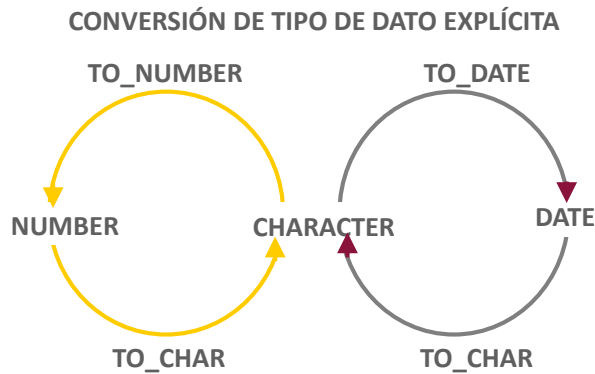 CONVERSIÓN DE TIPO DE DATO EXPLÍCITA
TO_NUMBER
TO_DATE
NUMBER
CHARACTER
DATE
TO_CHAR
TO_CHAR